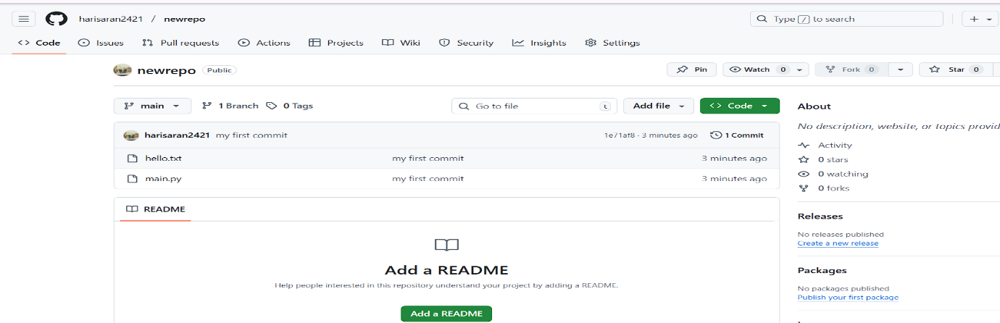 harisaran2421 / newrepo Type / to search
Code Issues Pull requests Actions Projects Wiki Security Insights Settings
newrepo Public Pin Watch 0 Fork 0 Star 0
main 1 Branch 0 Tags Go to file t Add file Code
harisaran2421 my first commit 1e71af8 · 3 minutes ago 1 Commit
hello.txt my first commit 3 minutes ago
main.py my first commit 3 minutes ago
README
Add a README
Help people interested in this repository understand your project by adding a README.
Add a README
About
No description, website, or topics provid
Activity
0 stars
0 watching
0 forks
Releases
No releases published
Create a new release
Packages
No packages published
Publish your first package